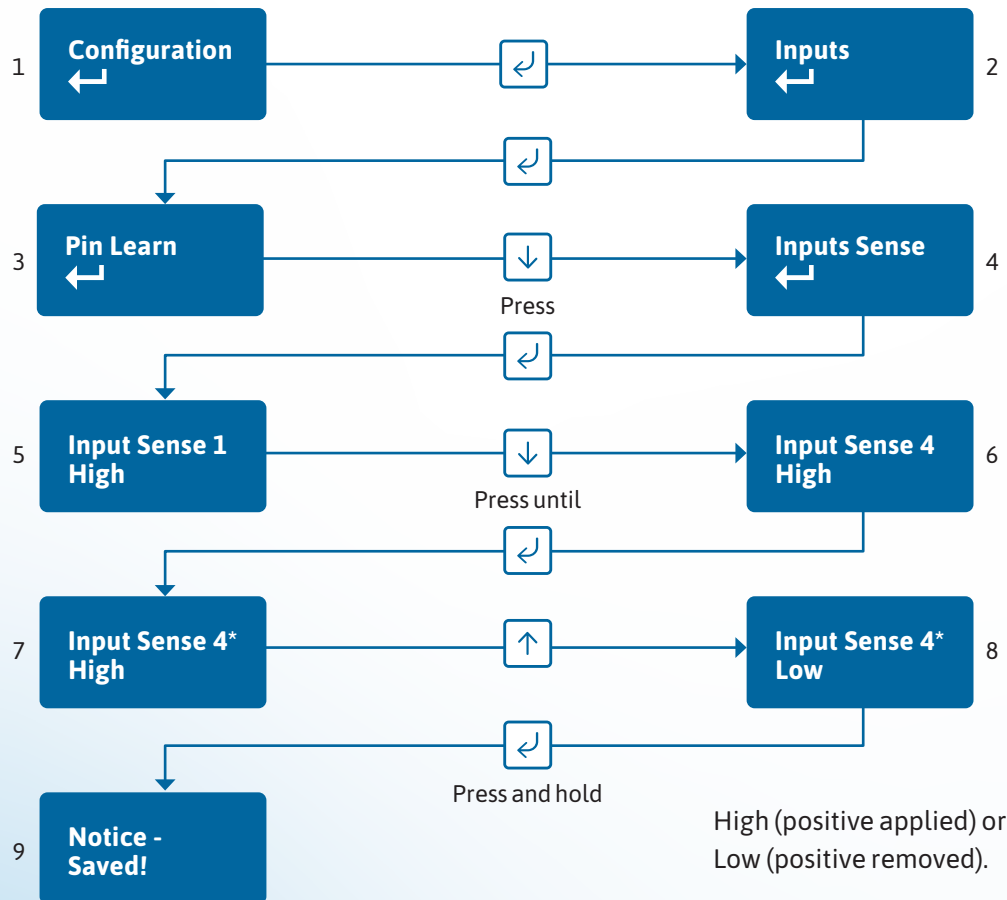 1
Configuration
Inputs
2
3
Pin Learn
Inputs Sense
4
Press
5
Input Sense 1
High
Input Sense 4
High
6
Press until
7
Input Sense 4*
High
Input Sense 4*
Low
8
Press and hold
9
Notice -
Saved!
High (positive applied) or
Low (positive removed).